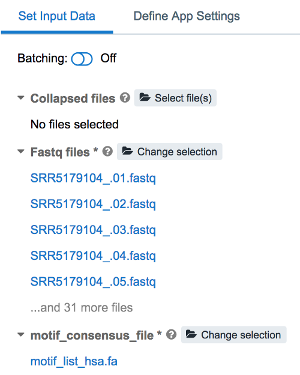 Set Input Data Define App Settings
Batching: Off
Collapsed files ? Select file(s)
No files selected
Fastq files * ? Change selection
SRR5179104_.01.fastq
SRR5179104_.02.fastq
SRR5179104_.03.fastq
SRR5179104_.04.fastq
SRR5179104_.05.fastq
...and 31 more files
motif_consensus_file * ? Change selection
motif_list_hsa.fa